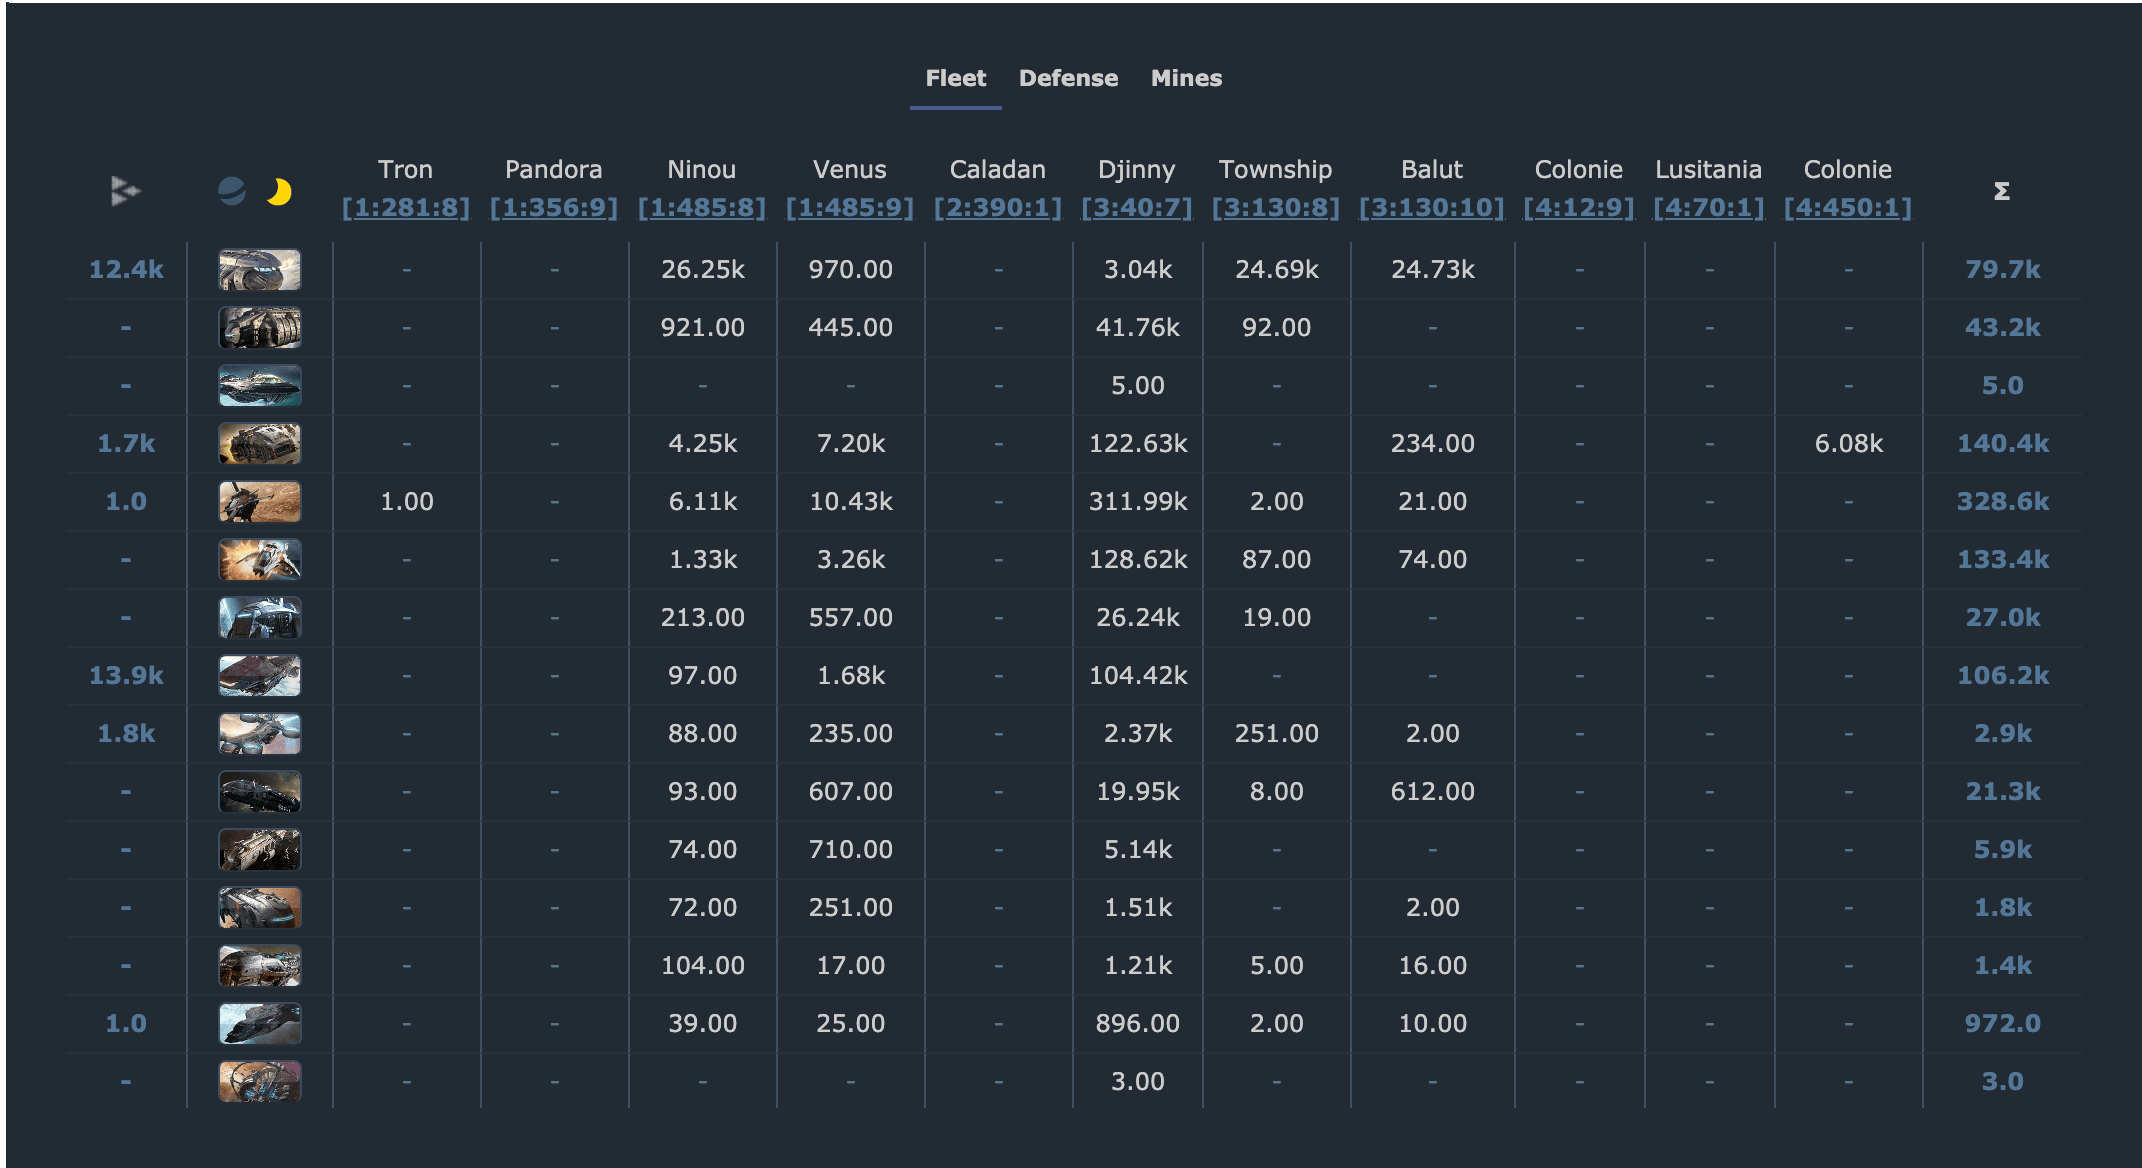 Fleet Defense Mines
Tron Pandora Ninou Venus Caladan Djinny Township Balut Colonie Lusitania Colonie
[1:281:8] [1:356:9] [1:485:8] [1:485:9] [2:390:1] [3:40:7] [3:130:8] [3:130:10] [4:12:9] [4:70:1] [4:450:1] Σ
12.4k - - 26.25k 970.00 - 3.04k 24.69k 24.73k - - - 79.7k
- - - 921.00 445.00 - 41.76k 92.00 - - - - 43.2k
- - - - - - 5.00 - - - - - 5.0
1.7k - - 4.25k 7.20k - 122.63k - 234.00 - - 6.08k 140.4k
1.0 1.00 - 6.11k 10.43k - 311.99k 2.00 21.00 - - - 328.6k
- - - 1.33k 3.26k - 128.62k 87.00 74.00 - - - 133.4k
- - - 213.00 557.00 - 26.24k 19.00 - - - - 27.0k
13.9k - - 97.00 1.68k - 104.42k - - - - - 106.2k
1.8k - - 88.00 235.00 - 2.37k 251.00 2.00 - - - 2.9k
- - - 93.00 607.00 - 19.95k 8.00 612.00 - - - 21.3k
- - - 74.00 710.00 - 5.14k - - - - - 5.9k
- - - 72.00 251.00 - 1.51k - 2.00 - - - 1.8k
- - - 104.00 17.00 - 1.21k 5.00 16.00 - - - 1.4k
1.0 - - 39.00 25.00 - 896.00 2.00 10.00 - - - 972.0
- - - - - - 3.00 - - - - - 3.0